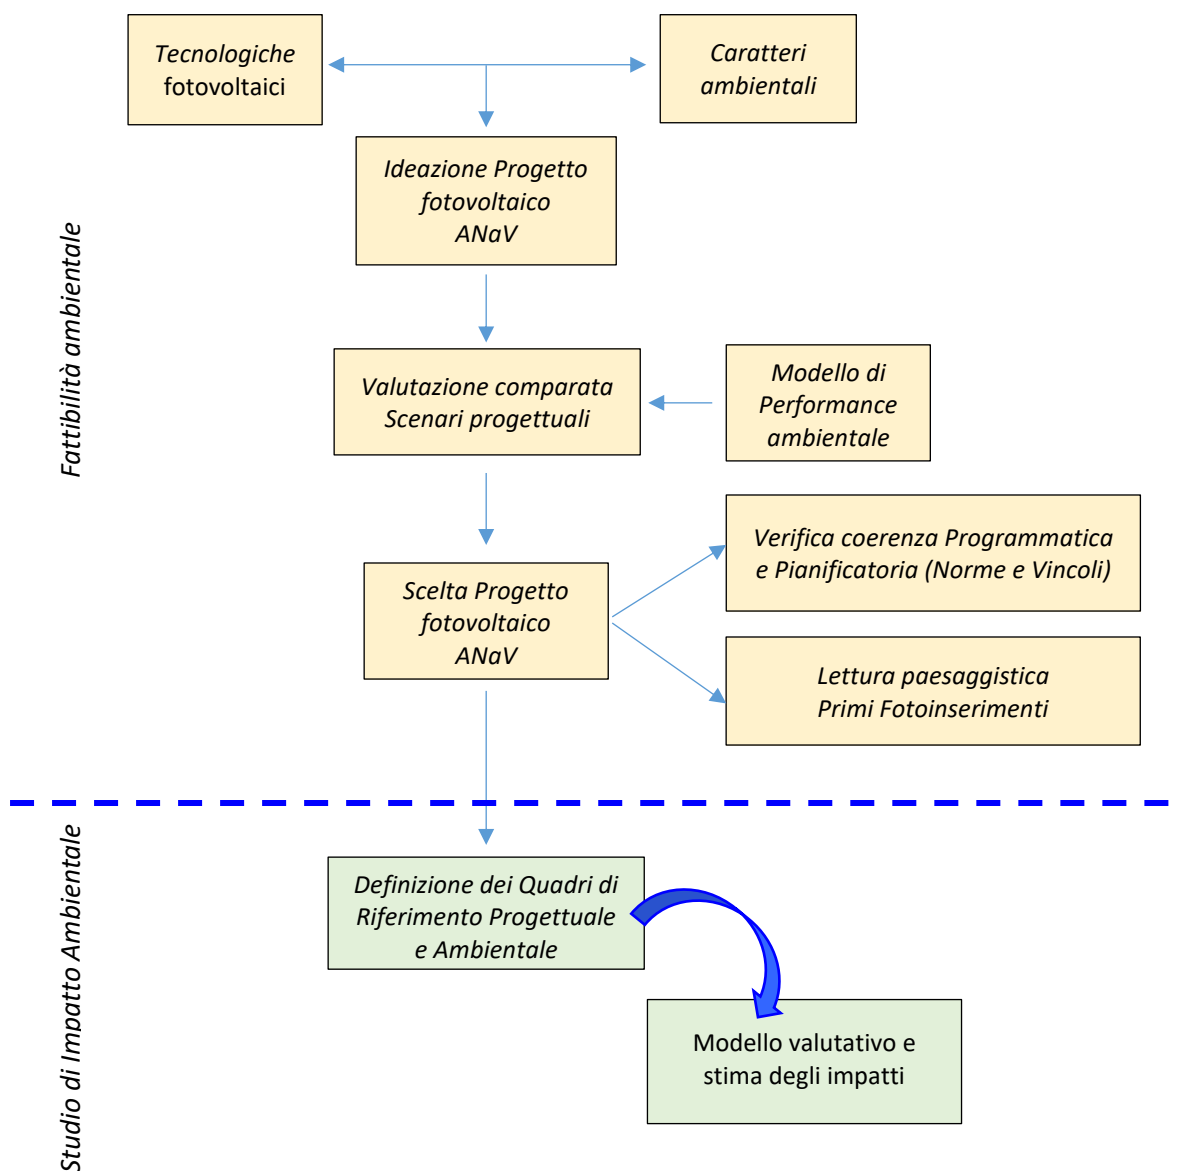 Tecnologiche
fotovoltaici
Caratteri
ambientali
Ideazione Progetto
fotovoltaico
ANaV
Fattibilità ambientale
Valutazione comparata
Scenari progettuali
Modello di
Performance
ambientale
Verifica coerenza Programmatica
e Pianificatoria (Norme e Vincoli)
Scelta Progetto
fotovoltaico
ANaV
Lettura paesaggistica
Primi Fotoinserimenti
Studio di Impatto Ambientale
Definizione dei Quadri di
Riferimento Progettuale
e Ambientale
Modello valutativo e
stima degli impatti